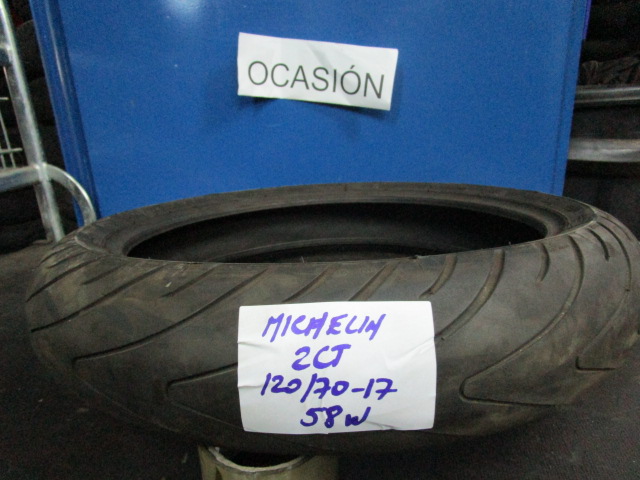 OCASIÓN
MICHELIN
2CT
120/70-17
58W